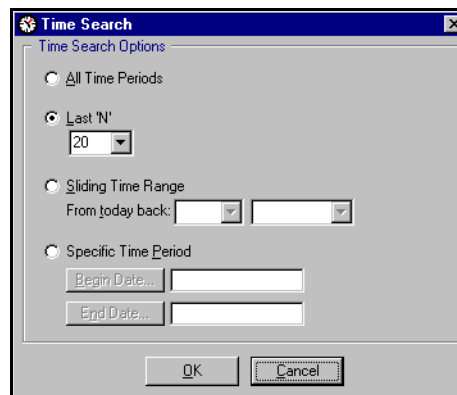 Time Search
Time Search Options
All Time Periods
Last 'N'
20
Sliding Time Range
From today back:
Specific Time Period
Begin Date...
End Date...
OK Cancel